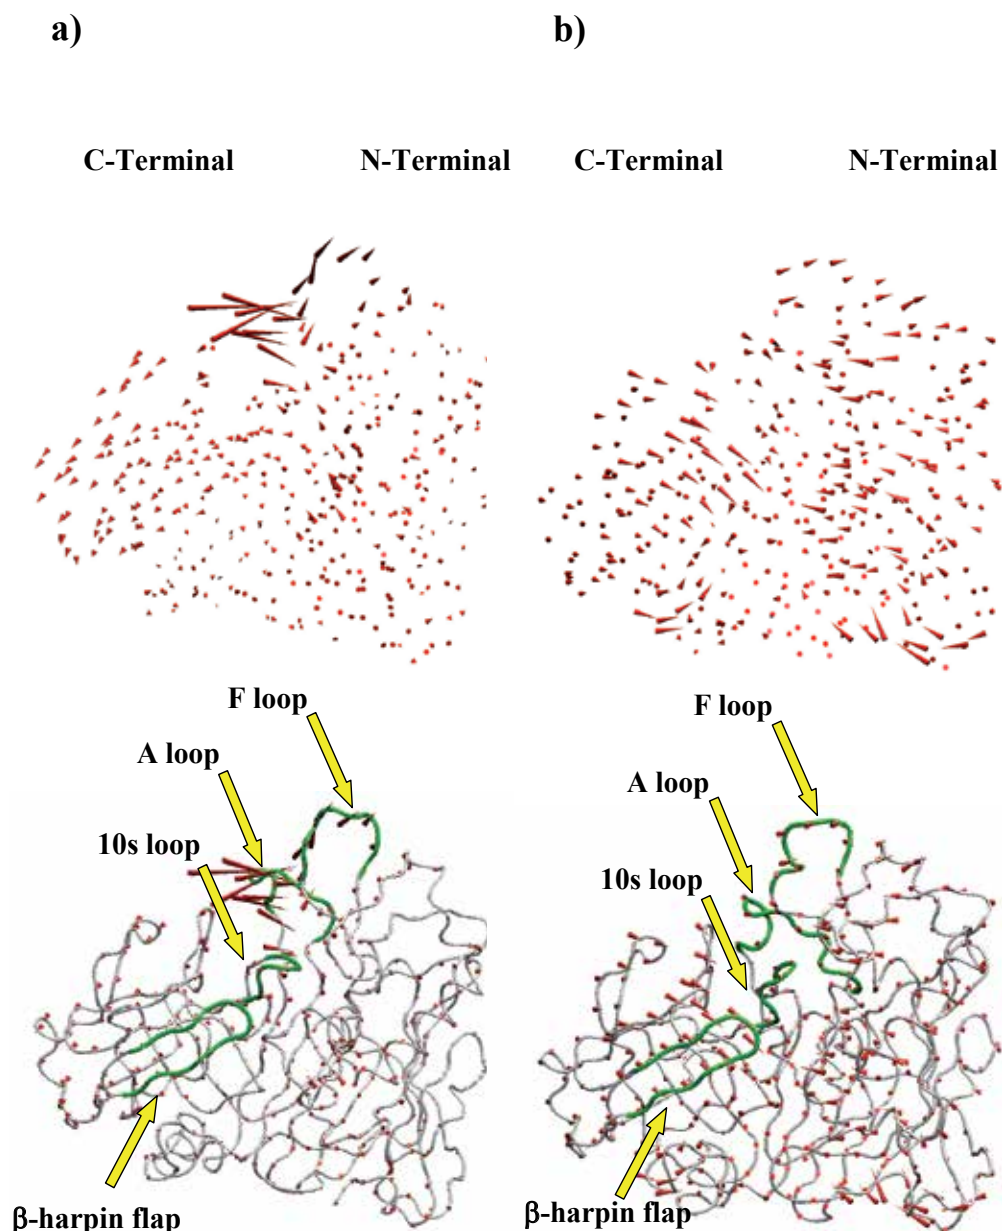 a)
b)
C-Terminal
N-Terminal
C-Terminal
N-Terminal
F loop
A loop
10s loop
β-harpin flap
F loop
A loop
10s loop
β-harpin flap